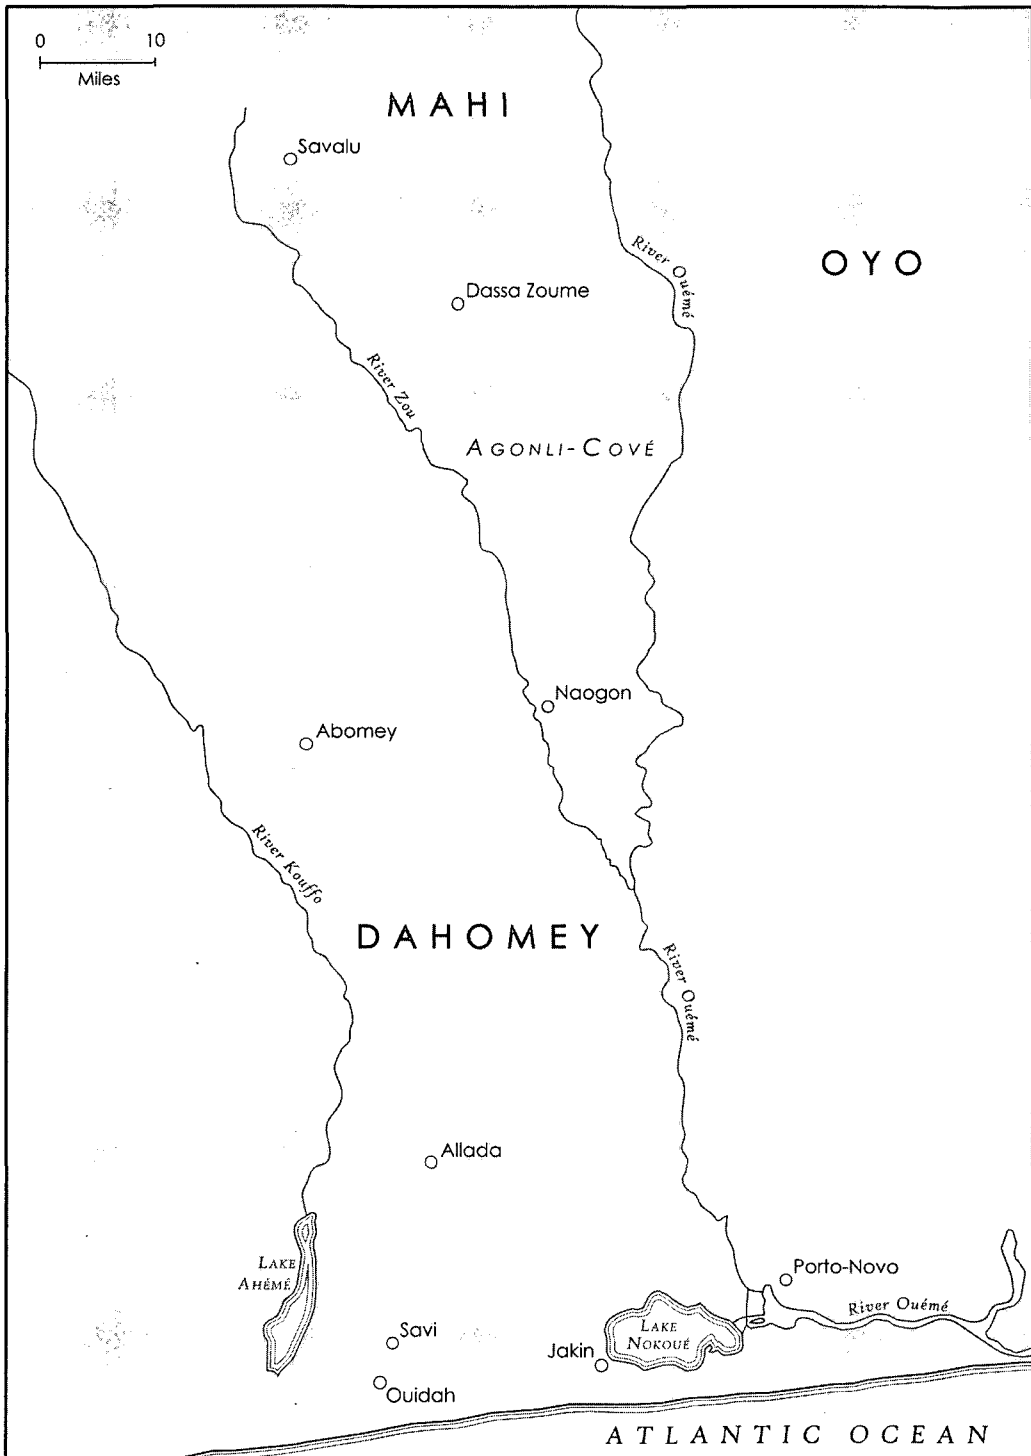 0 10
Miles
MAHI
Savalu
OYO
River Ouémé
Dassa Zoume
River Zou
AGONLI-COVÉ
Naogon
Abomey
River Kouffo
DAHOMEY
River Ouémé
Allada
LAKE
AHÉMÉ
Porto-Novo
River Ouémé
Savi
LAKE
NOKOUÉ
Jakin
Ouidah
ATLANTIC OCEAN